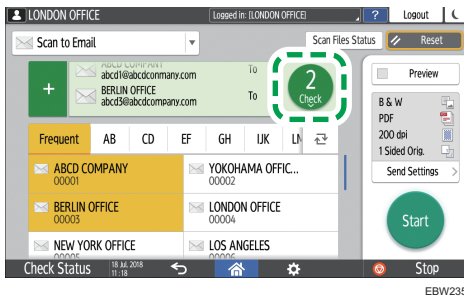 LONDON OFFICE
Logged in: [LONDON OFFICE]
? Logout
Scan to Email
Scan Files Status
Reset
ABCD COMPANY
abcd1@abcdconmany.com To
BERLIN OFFICE
abcd3@abcdcompany.com To
+
2
Check
Preview
B & W
PDF
200 dpi
1 Sided Orig.
Send Settings >
Start
Frequent AB CD EF GH IJK
ABCD COMPANY
00001
YOKOHAMA OFFIC...
00002
BERLIN OFFICE
00003
LONDON OFFICE
00004
NEW YORK OFFICE
00005
LOS ANGELES
00006
Check Status
18 Jul. 2018
11:18
Stop
EBW235